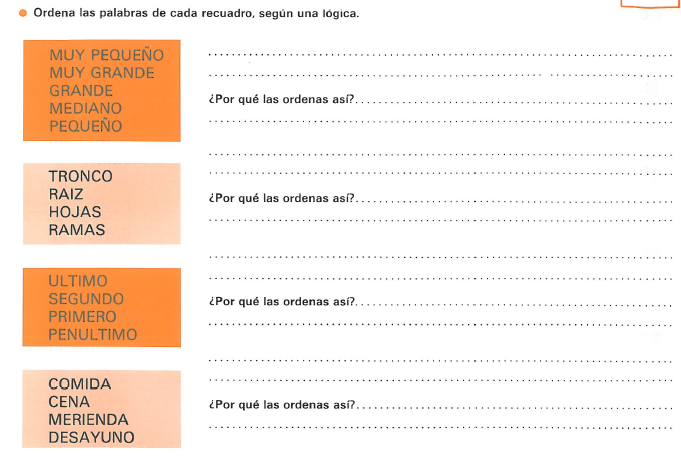 Ordena las palabras de cada recuadro, según una lógica.
MUY PEQUEÑO
MUY GRANDE
GRANDE
MEDIANO
PEQUEÑO
¿Por qué las ordenas así?
TRONCO
RAIZ
HOJAS
RAMAS
¿Por qué las ordenas así?
ULTIMO
SEGUNDO
PRIMERO
PENULTIMO
¿Por qué las ordenas así?
COMIDA
CENA
MERIENDA
DESAYUNO
¿Por qué las ordenas así?